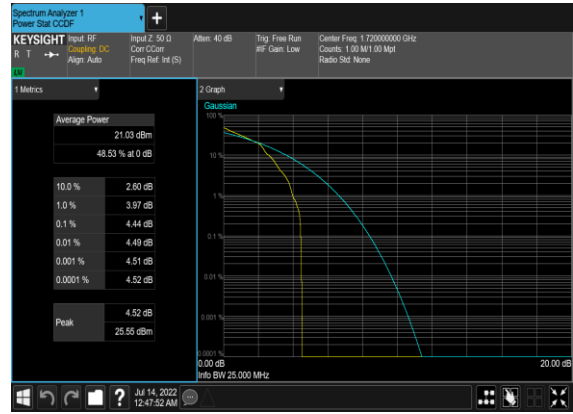 Spectrum Analyzer 1
Power Stat CCDF
KEYSIGHT
R T
LW
Input: RF
Coupling: DC
Align: Auto
Input Z: 50 Ω
Corr CCorr
Freq Ref: Int (S)
Atten: 40 dB
Trig: Free Run
#IF Gain: Low
Center Freq: 1.720000000 GHz
Counts: 1.00 M/1.00 Mpt
Radio Std: None
1 Metrics
Average Power
21.03 dBm
48.53 % at 0 dB
10.0 % 2.60 dB
1.0 % 3.97 dB
0.1 % 4.44 dB
0.01 % 4.49 dB
0.001 % 4.51 dB
0.0001 % 4.52 dB
Peak
4.52 dB
25.55 dBm
2 Graph
Gaussian
100 %
10 %
1 %
0.1 %
0.01 %
0.001 %
0.0001 %
0.00 dB 20.00 dB
Info BW 25.000 MHz
?
Jul 14, 2022
12:47:52 AM